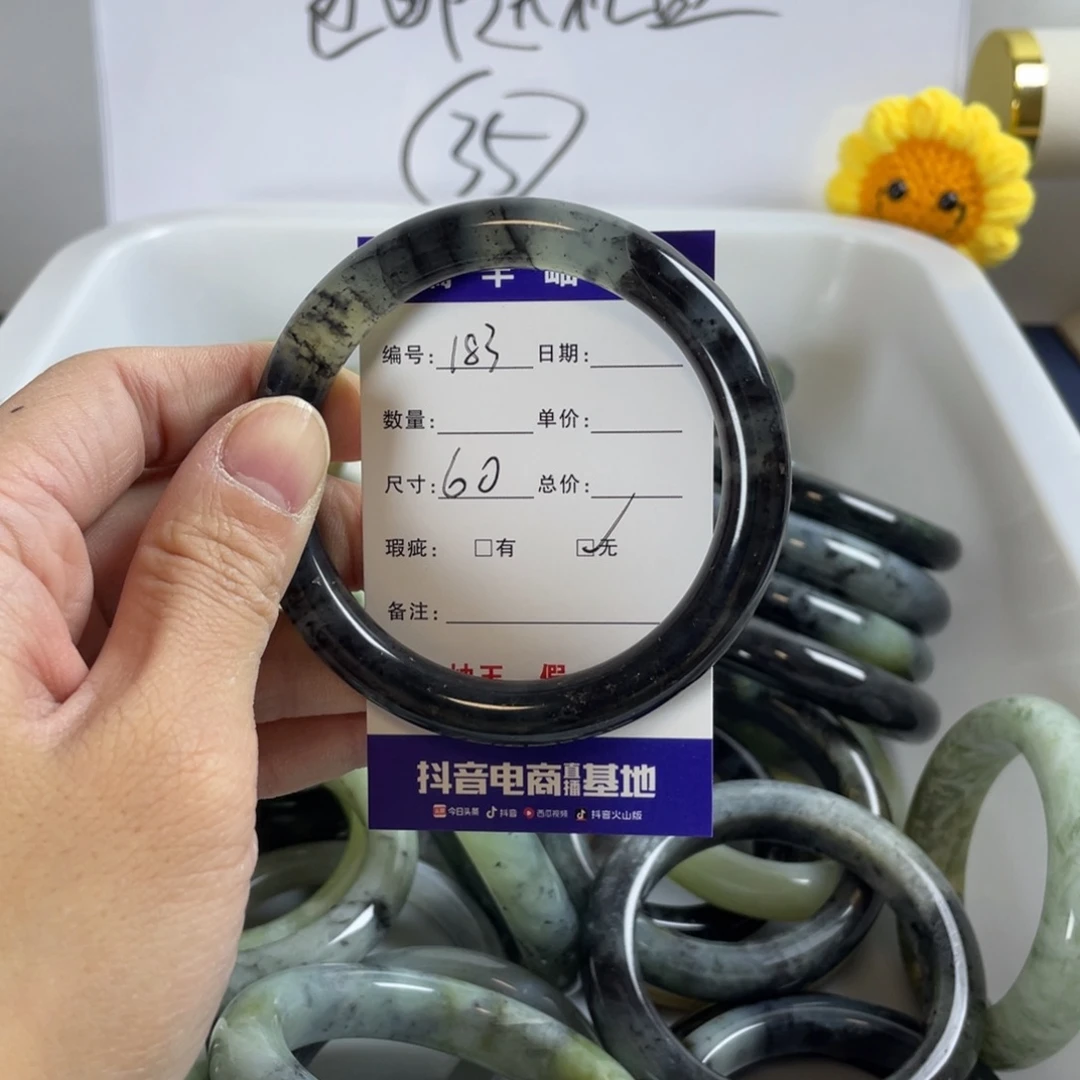 (35)
编号: 183 日期:
数量: 单价:
尺寸: 60 总价:
瑕疵: □有 ☑无
备注:
假
抖音电商直播基地
今日头条 抖音 西瓜视频 抖音火山版